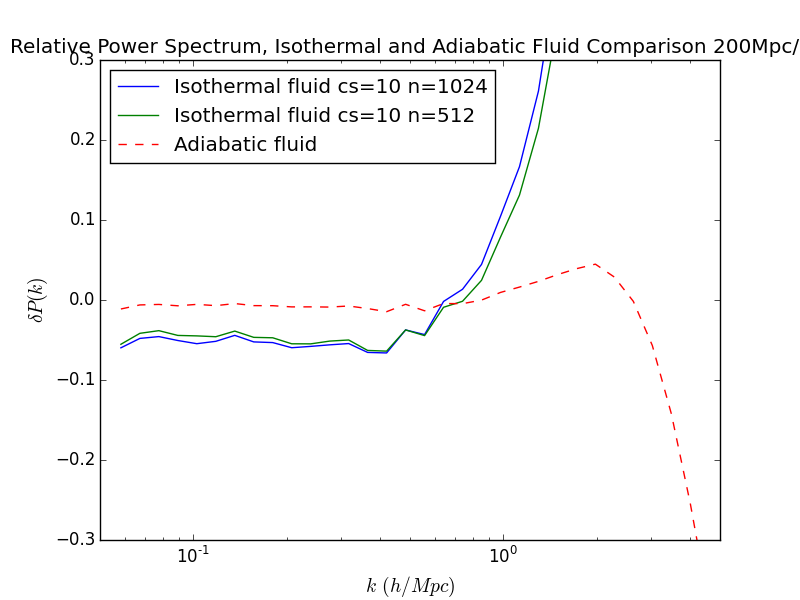 Relative Power Spectrum, Isothermal and Adiabatic Fluid Comparison 200Mpc/
Isothermal fluid cs=10 n=1024
Isothermal fluid cs=10 n=512
Adiabatic fluid
0.3
0.2
0.1
0.0
−0.1
−0.2
−0.3
δP(k)
10⁻¹
10⁰
k (h/Mpc)